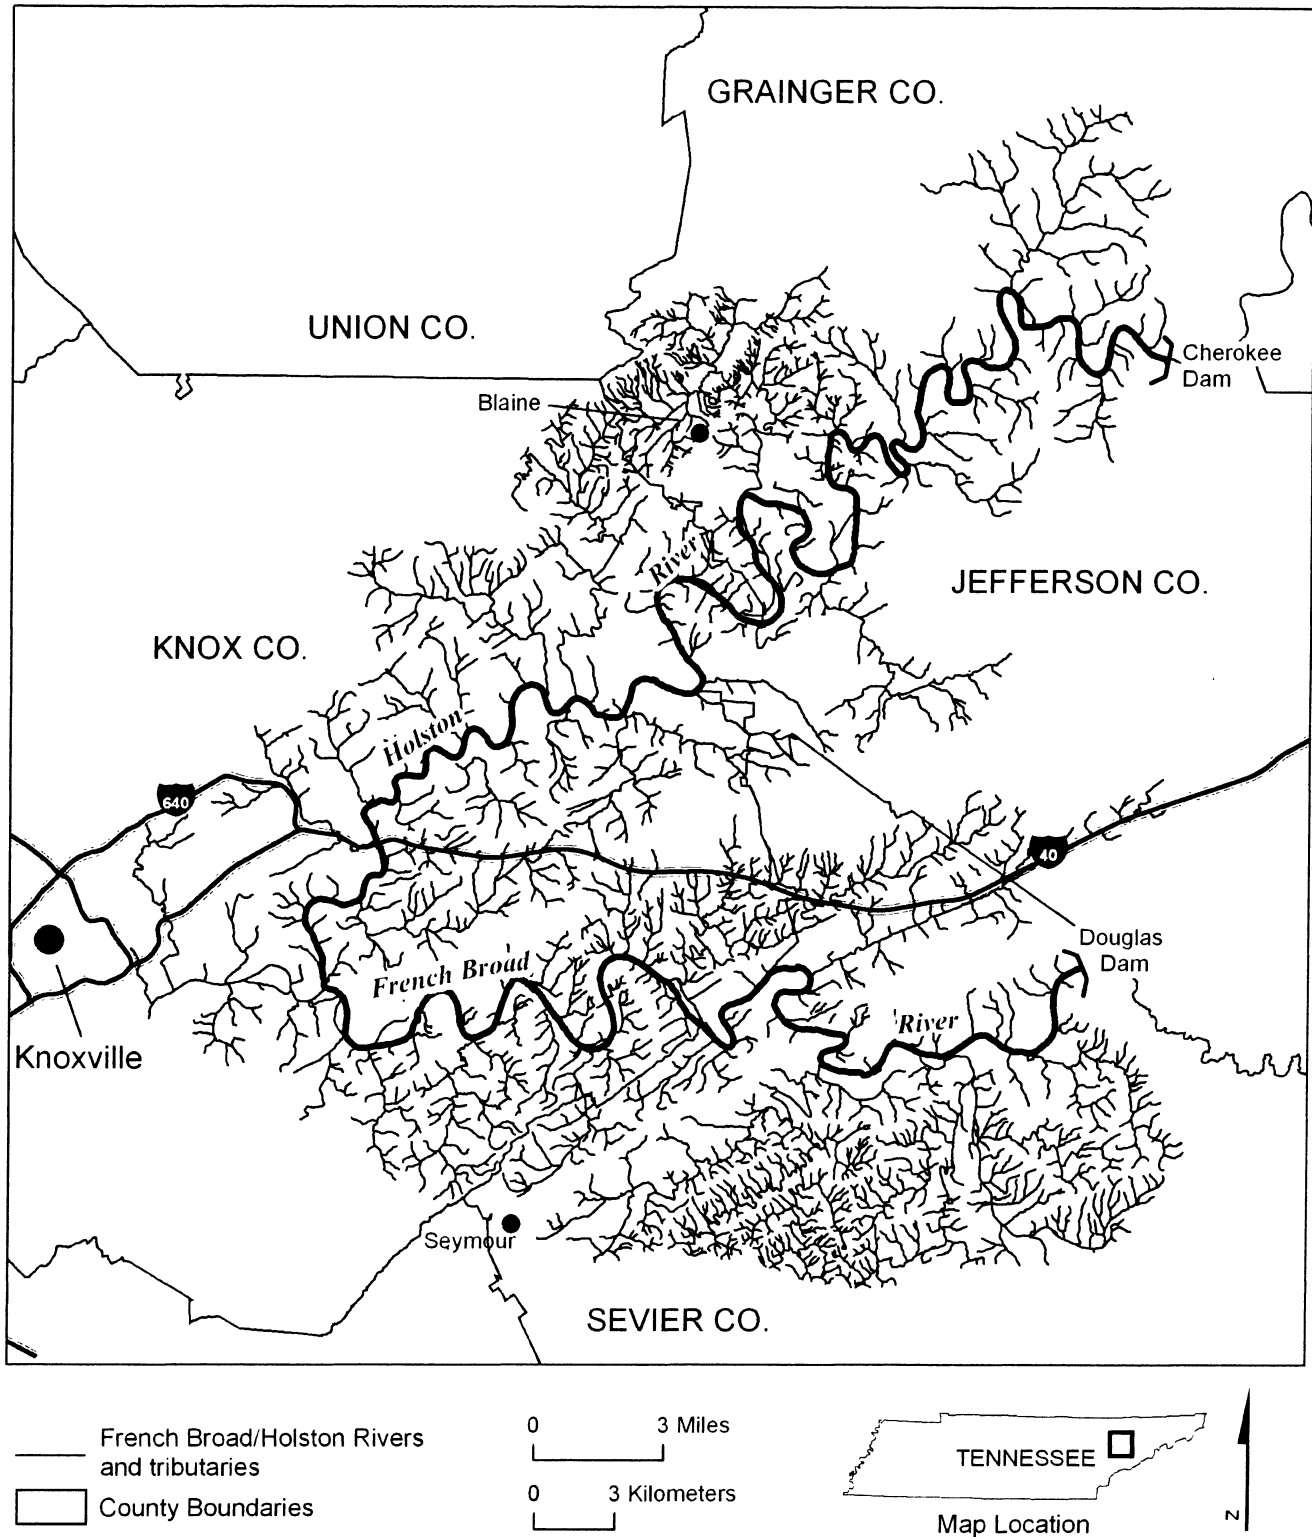 GRAINGER CO.
UNION CO.
Cherokee
Dam
Blaine
River
JEFFERSON CO.
KNOX CO.
Holston
640
40
French Broad
Douglas
Dam
River
Knoxville
Seymour
SEVIER CO.
French Broad/Holston Rivers
and tributaries
County Boundaries
0 3 Miles
0 3 Kilometers
TENNESSEE
Map Location
N